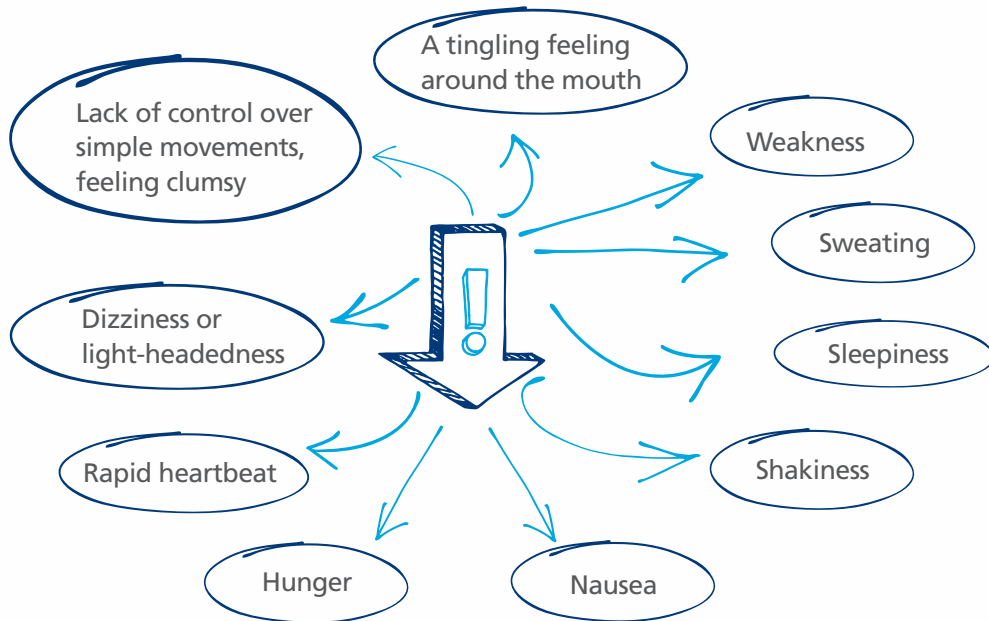 A tingling feeling
around the mouth
Lack of control over
simple movements,
feeling clumsy
Weakness
Sweating
Dizziness or
light-headedness
Sleepiness
Rapid heartbeat
Shakiness
Hunger
Nausea